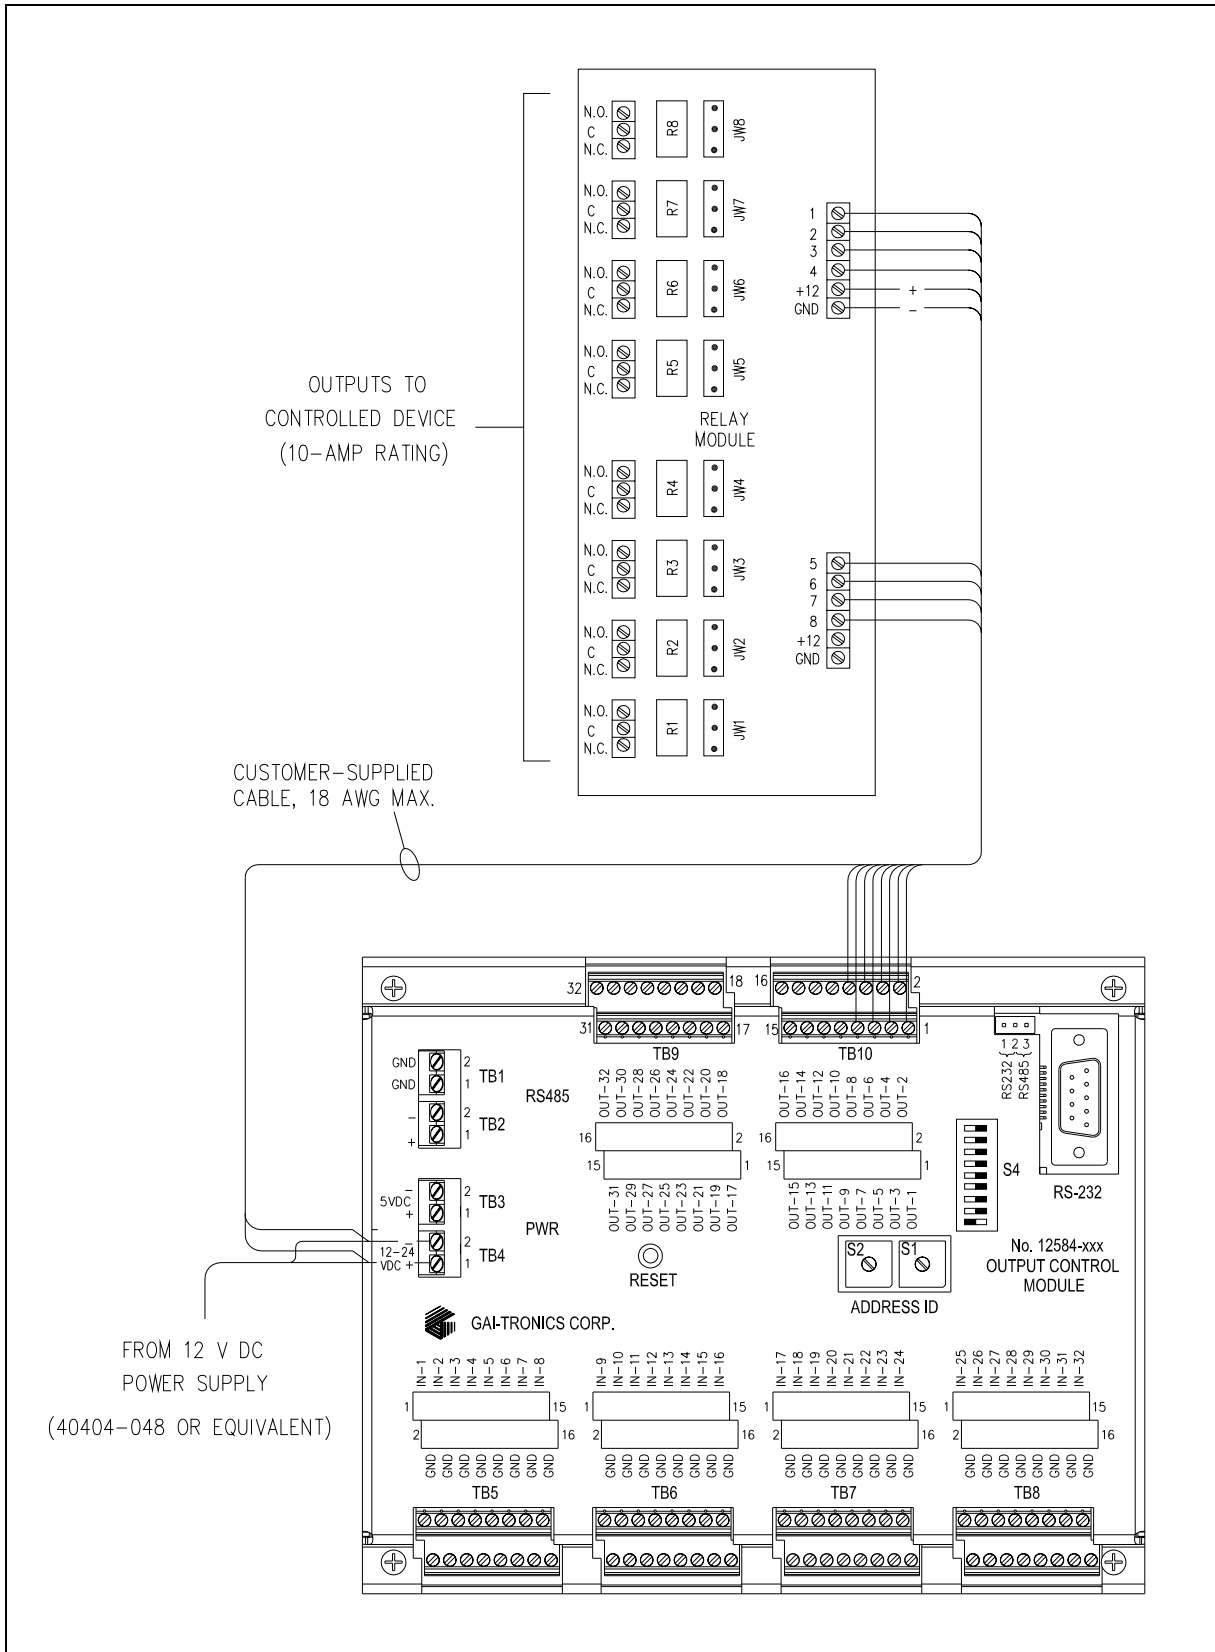 N.O.
C
N.C.
R8
JW8
N.O.
C
N.C.
R7
JW7
N.O.
C
N.C.
R6
JW6
N.O.
C
N.C.
R5
JW5
1
2
3
4
+12
GND
+
−
OUTPUTS TO
CONTROLLED DEVICE
(10-AMP RATING)
RELAY
MODULE
N.O.
C
N.C.
R4
JW4
N.O.
C
N.C.
R3
JW3
N.O.
C
N.C.
R2
JW2
N.O.
C
N.C.
R1
JW1
5
6
7
8
+12
GND
CUSTOMER-SUPPLIED
CABLE, 18 AWG MAX.
32
18
31
17
TB9
16
2
15
1
TB10
1 2 3
RS232
RS485
RS-232
GND
GND
2
1
TB1
−
+
2
1
TB2
RS485
−
5VDC
+
2
1
TB3
−
12-24
VDC +
2
1
TB4
PWR
OUT-32
OUT-30
OUT-28
OUT-26
OUT-24
OUT-22
OUT-20
OUT-18
16
2
15
1
OUT-31
OUT-29
OUT-27
OUT-25
OUT-23
OUT-21
OUT-19
OUT-17
OUT-16
OUT-14
OUT-12
OUT-10
OUT-8
OUT-6
OUT-4
OUT-2
16
2
15
1
OUT-15
OUT-13
OUT-11
OUT-9
OUT-7
OUT-5
OUT-3
OUT-1
S4
RESET
S2
S1
ADDRESS ID
No. 12584-xxx
OUTPUT CONTROL
MODULE
GAI-TRONICS CORP.
FROM 12 V DC
POWER SUPPLY
(40404-048 OR EQUIVALENT)
IN-1
IN-2
IN-3
IN-4
IN-5
IN-6
IN-7
IN-8
1
15
2
16
GND GND GND GND GND GND GND GND
TB5
IN-9
IN-10
IN-11
IN-12
IN-13
IN-14
IN-15
IN-16
1
15
2
16
GND GND GND GND GND GND GND GND
TB6
IN-17
IN-18
IN-19
IN-20
IN-21
IN-22
IN-23
IN-24
1
15
2
16
GND GND GND GND GND GND GND GND
TB7
IN-25
IN-26
IN-27
IN-28
IN-29
IN-30
IN-31
IN-32
1
15
2
16
GND GND GND GND GND GND GND GND
TB8